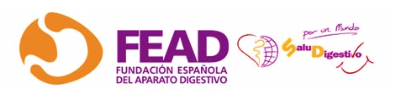 FEAD
FUNDACIÓN ESPAÑOLA
DEL APARATO DIGESTIVO
por un Mundo
SaluDigestivo